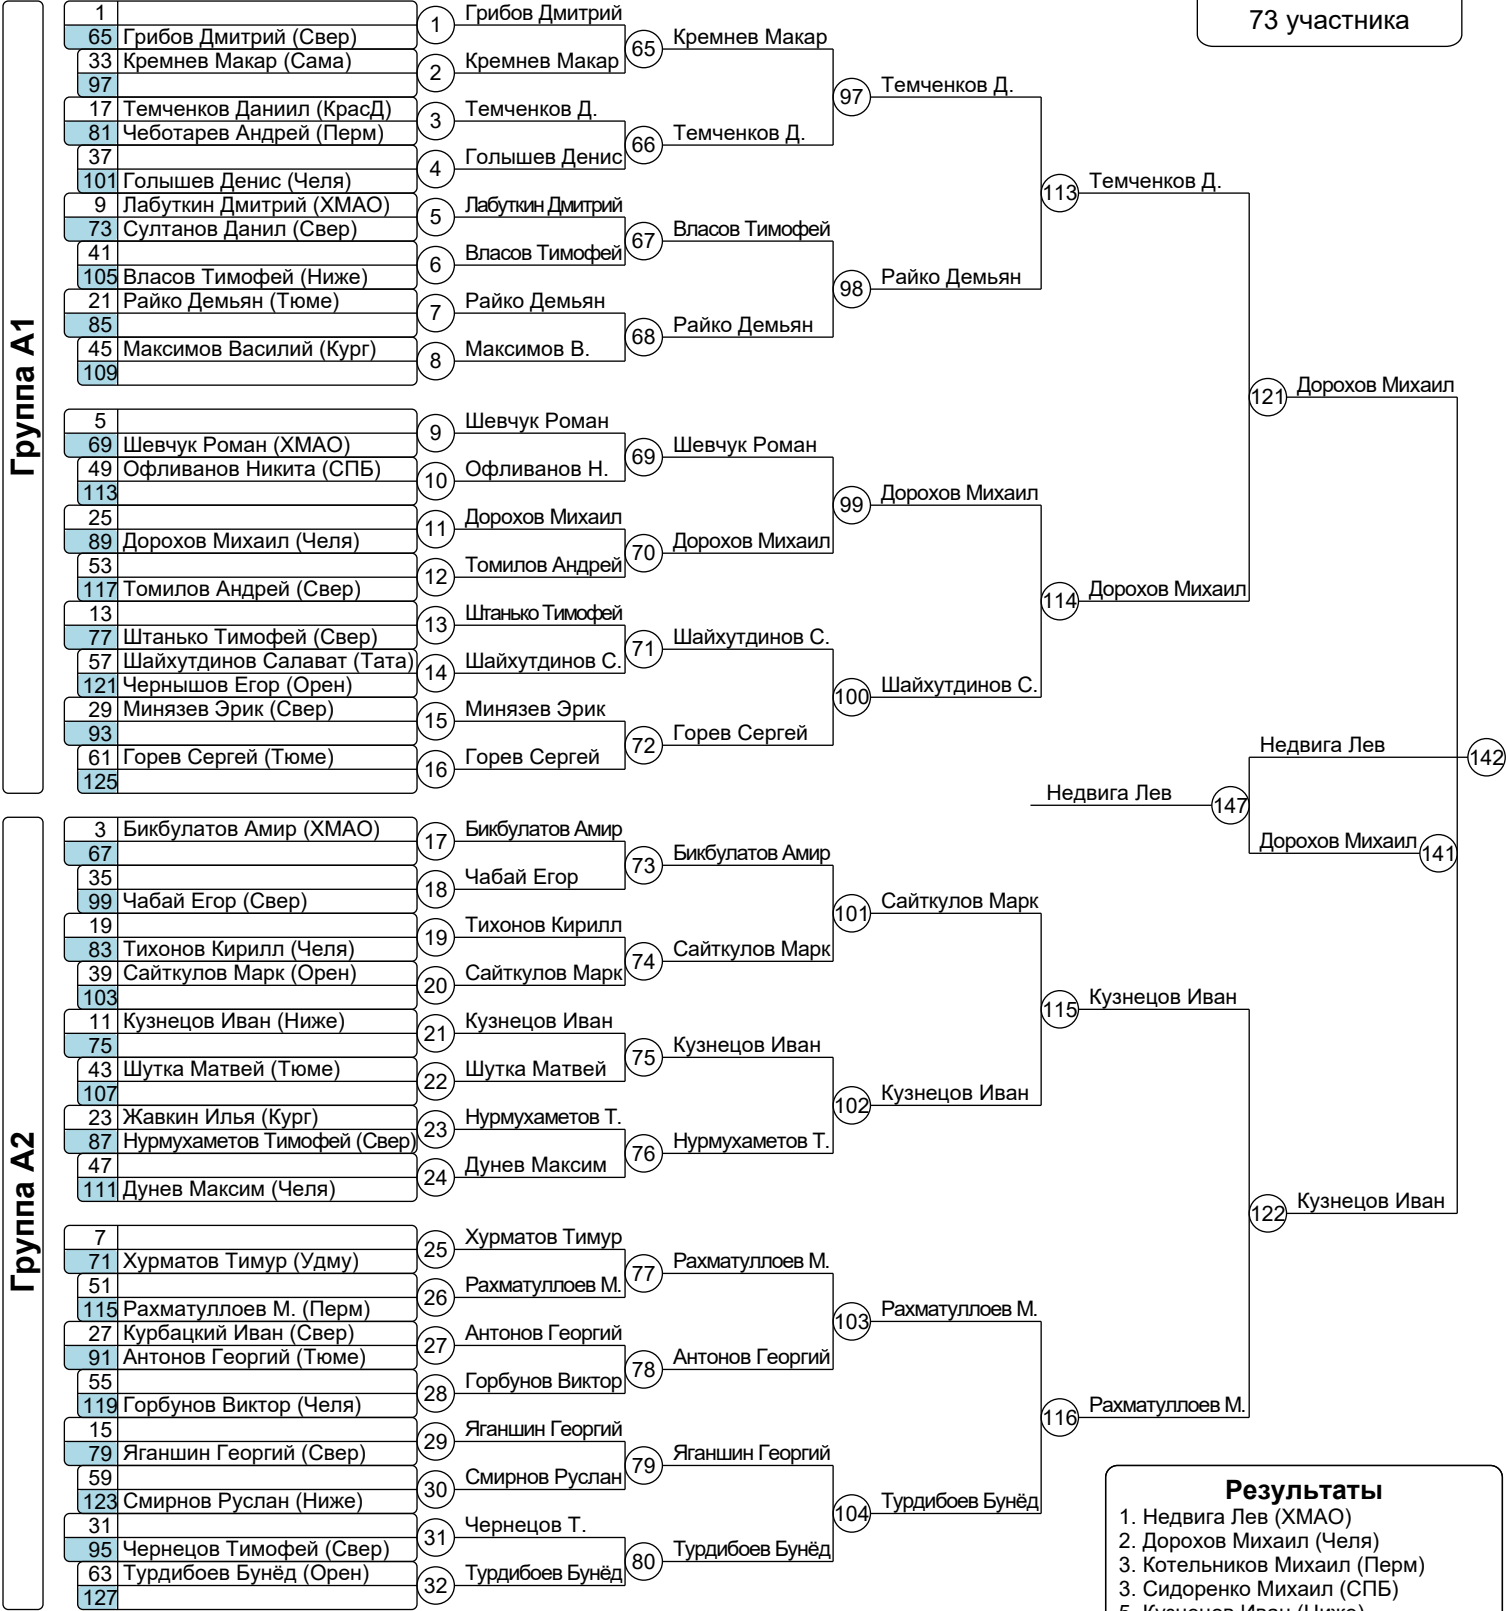 73 участника
Группа А1
1
65 Грибов Дмитрий (Свер)
33 Кремнев Макар (Сама)
97
17 Темченков Даниил (КрасД)
81 Чеботарев Андрей (Перм)
37
101 Голышев Денис (Челя)
9 Лабуткин Дмитрий (ХМАО)
73 Султанов Данил (Свер)
41
105 Власов Тимофей (Ниже)
21 Райко Демьян (Тюме)
85
45 Максимов Василий (Кург)
109
5
69 Шевчук Роман (ХМАО)
49 Офливанов Никита (СПБ)
113
25
89 Дорохов Михаил (Челя)
53
117 Томилов Андрей (Свер)
13
77 Штанько Тимофей (Свер)
57 Шайхутдинов Салават (Тата)
121 Чернышов Егор (Орен)
29 Минязев Эрик (Свер)
93
61 Горев Сергей (Тюме)
125
1 Грибов Дмитрий
2 Кремнев Макар
3 Темченков Д.
4 Голышев Денис
5 Лабуткин Дмитрий
6 Власов Тимофей
7 Райко Демьян
8 Максимов В.
9 Шевчук Роман
10 Офливанов Н.
11 Дорохов Михаил
12 Томилов Андрей
13 Штанько Тимофей
14 Шайхутдинов С.
15 Минязев Эрик
16 Горев Сергей
65 Кремнев Макар
66 Темченков Д.
67 Власов Тимофей
68 Райко Демьян
69 Шевчук Роман
70 Дорохов Михаил
71 Шайхутдинов С.
72 Горев Сергей
97 Темченков Д.
98 Райко Демьян
99 Дорохов Михаил
100 Шайхутдинов С.
113 Темченков Д.
114 Дорохов Михаил
121 Дорохов Михаил
Группа А2
3 Бикбулатов Амир (ХМАО)
67
35
99 Чабай Егор (Свер)
19
83 Тихонов Кирилл (Челя)
39 Сайткулов Марк (Орен)
103
11 Кузнецов Иван (Ниже)
75
43 Шутка Матвей (Тюме)
107
23 Жавкин Илья (Кург)
87 Нурмухаметов Тимофей (Свер)
47
111 Дунев Максим (Челя)
7
71 Хурматов Тимур (Удму)
51
115 Рахматуллоев М. (Перм)
27 Курбацкий Иван (Свер)
91 Антонов Георгий (Тюме)
55
119 Горбунов Виктор (Челя)
15
79 Яганшин Георгий (Свер)
59
123 Смирнов Руслан (Ниже)
31
95 Чернецов Тимофей (Свер)
63 Турдибоев Бунёд (Орен)
127
17 Бикбулатов Амир
18 Чабай Егор
19 Тихонов Кирилл
20 Сайткулов Марк
21 Кузнецов Иван
22 Шутка Матвей
23 Нурмухаметов Т.
24 Дунев Максим
25 Хурматов Тимур
26 Рахматуллоев М.
27 Антонов Георгий
28 Горбунов Виктор
29 Яганшин Георгий
30 Смирнов Руслан
31 Чернецов Т.
32 Турдибоев Бунёд
73 Бикбулатов Амир
74 Сайткулов Марк
75 Кузнецов Иван
76 Нурмухаметов Т.
77 Рахматуллоев М.
78 Антонов Георгий
79 Яганшин Георгий
80 Турдибоев Бунёд
101 Сайткулов Марк
102 Кузнецов Иван
103 Рахматуллоев М.
104 Турдибоев Бунёд
115 Кузнецов Иван
116 Рахматуллоев М.
122 Кузнецов Иван
Недвига Лев 142
Недвига Лев 147
Дорохов Михаил 141
Результаты
1. Недвига Лев (ХМАО)
2. Дорохов Михаил (Челя)
3. Котельников Михаил (Перм)
3. Сидоренко Михаил (СПБ)
5. Кузнецов Иван (Ниже)